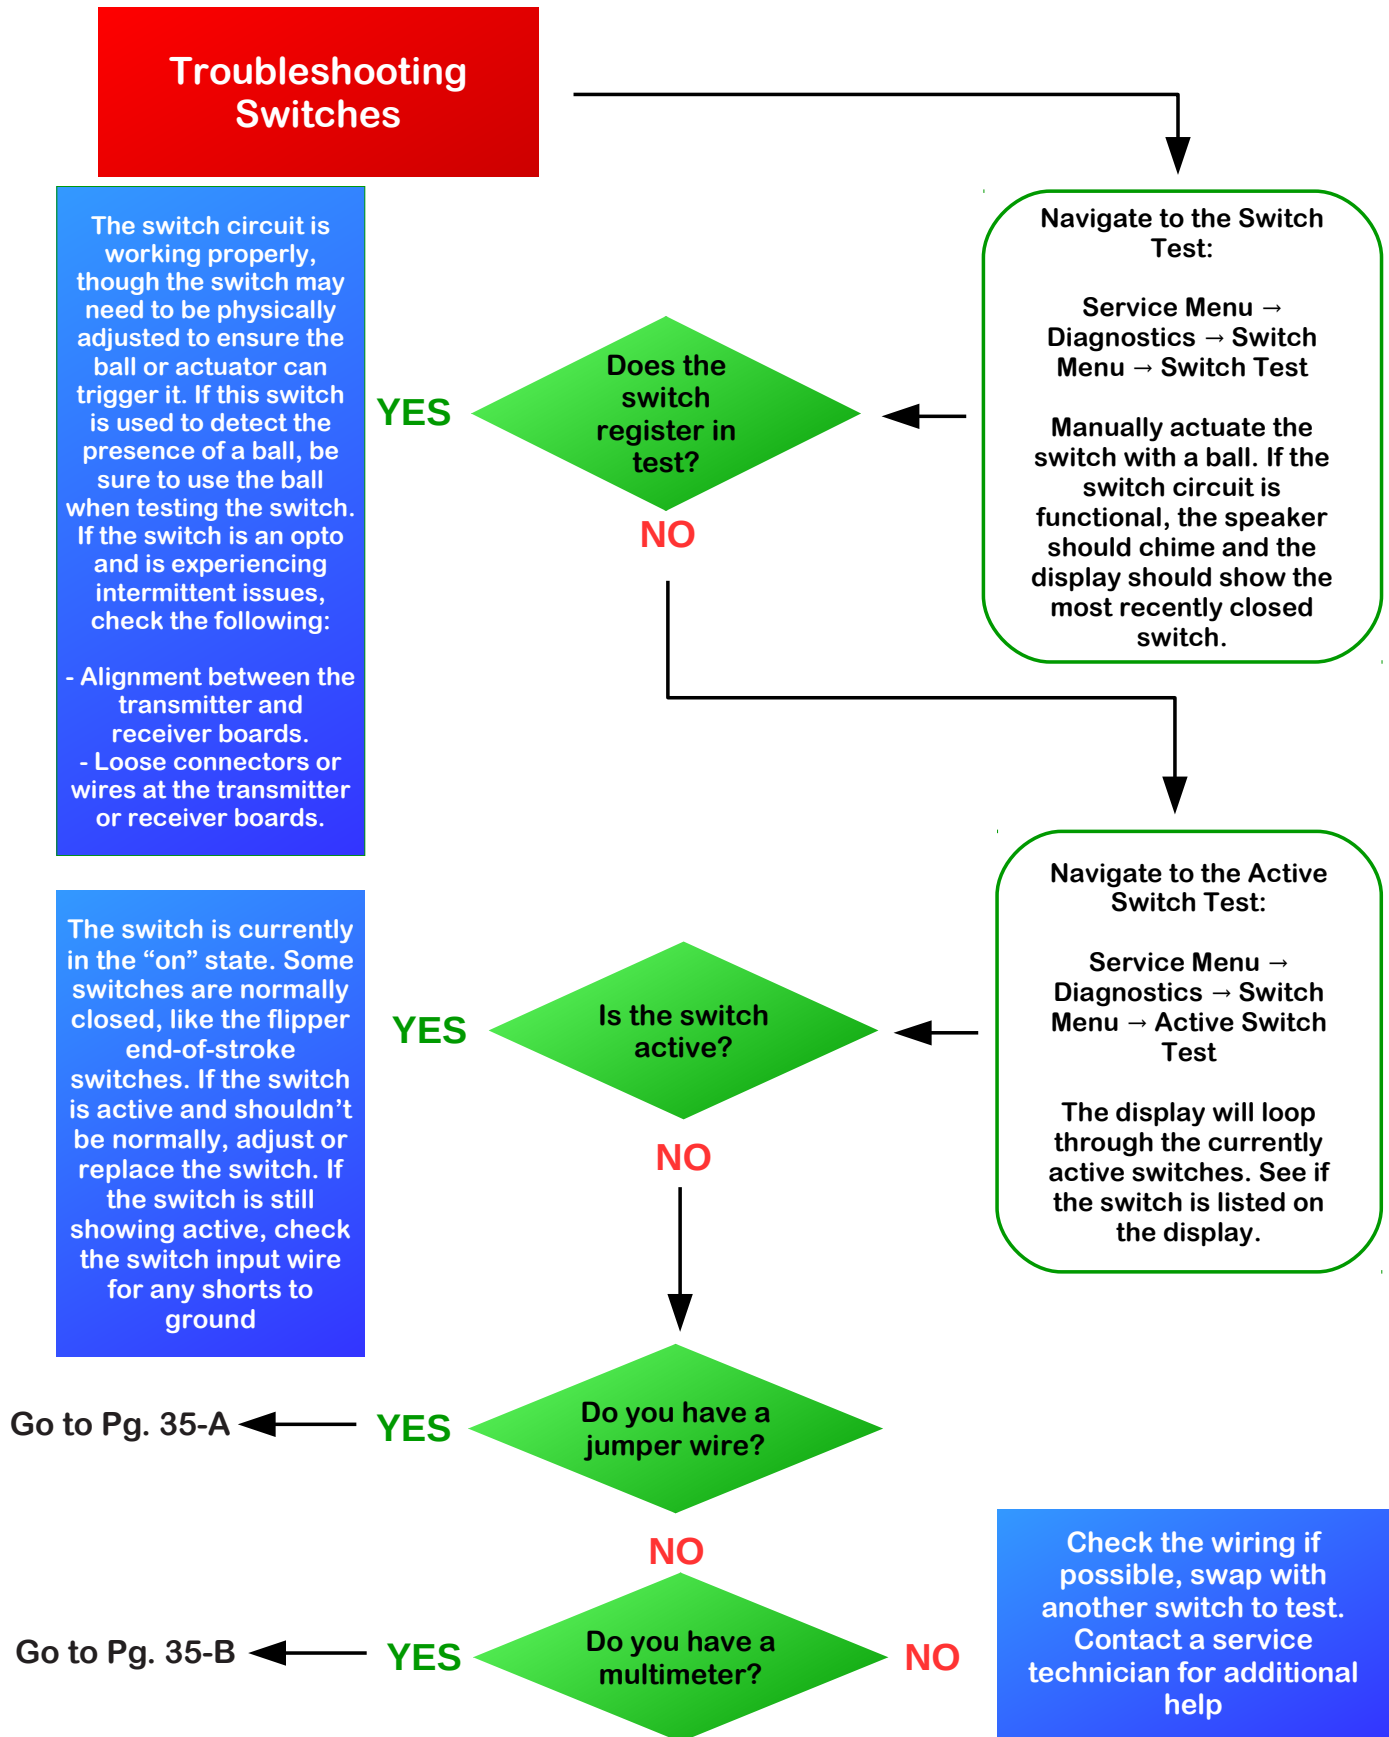 Troubleshooting
Switches
Navigate to the Switch
Test:
Service Menu →
Diagnostics → Switch
Menu → Switch Test
Manually actuate the
switch with a ball. If the
switch circuit is
functional, the speaker
should chime and the
display should show the
most recently closed
switch.
Does the
switch
register in
test?
YES
The switch circuit is
working properly,
though the switch may
need to be physically
adjusted to ensure the
ball or actuator can
trigger it. If this switch
is used to detect the
presence of a ball, be
sure to use the ball
when testing the switch.
If the switch is an opto
and is experiencing
intermittent issues,
check the following:
- Alignment between the
transmitter and
receiver boards.
- Loose connectors or
wires at the transmitter
or receiver boards.
NO
Navigate to the Active
Switch Test:
Service Menu →
Diagnostics → Switch
Menu → Active Switch
Test
The display will loop
through the currently
active switches. See if
the switch is listed on
the display.
Is the switch
active?
YES
The switch is currently
in the “on” state. Some
switches are normally
closed, like the flipper
end-of-stroke
switches. If the switch
is active and shouldn’t
be normally, adjust or
replace the switch. If
the switch is still
showing active, check
the switch input wire
for any shorts to
ground
NO
Do you have a
jumper wire?
YES
Go to Pg. 35-A
NO
Do you have a
multimeter?
YES
Go to Pg. 35-B
NO
Check the wiring if
possible, swap with
another switch to test.
Contact a service
technician for additional
help